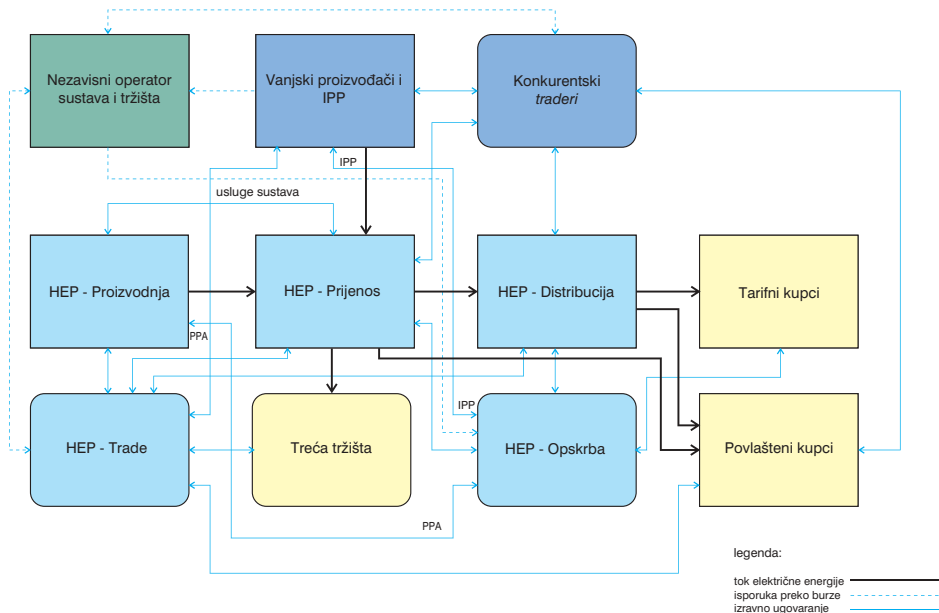 Nezavisni operator
sustava i tržišta
Vanjski proizvođači i
IPP
Konkurentski
traderi
IPP
usluge sustava
HEP - Proizvodnja
HEP - Prijenos
HEP - Distribucija
Tarifni kupci
PPA
IPP
HEP - Trade
Treća tržišta
HEP - Opskrba
Povlašteni kupci
PPA
legenda:
tok električne energije
isporuka preko burze
izravno ugovaranje